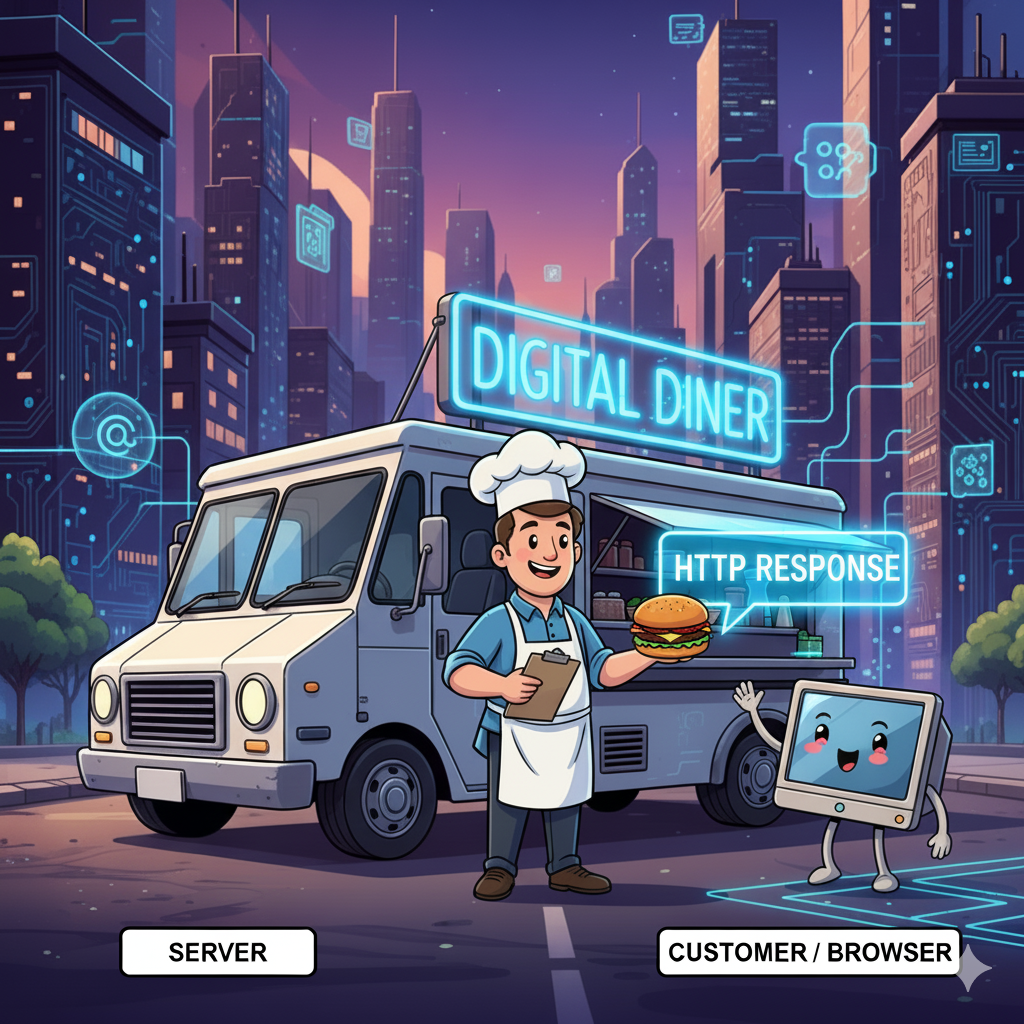 DIGITAL DINER
HTTP RESPONSE
@
SERVER
CUSTOMER / BROWSER